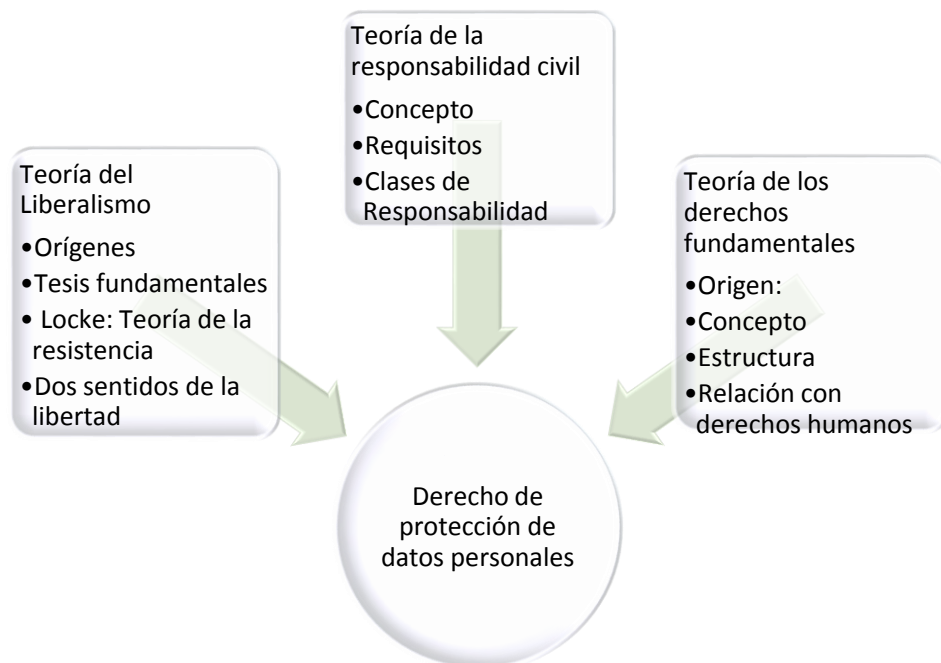 Teoría de la
responsabilidad civil
•Concepto
•Requisitos
•Clases de
Responsabilidad
Teoría del
Liberalismo
•Orígenes
•Tesis fundamentales
• Locke: Teoría de la
resistencia
•Dos sentidos de la
libertad
Teoría de los
derechos
fundamentales
•Origen:
•Concepto
•Estructura
•Relación con
derechos humanos
Derecho de
protección de
datos personales